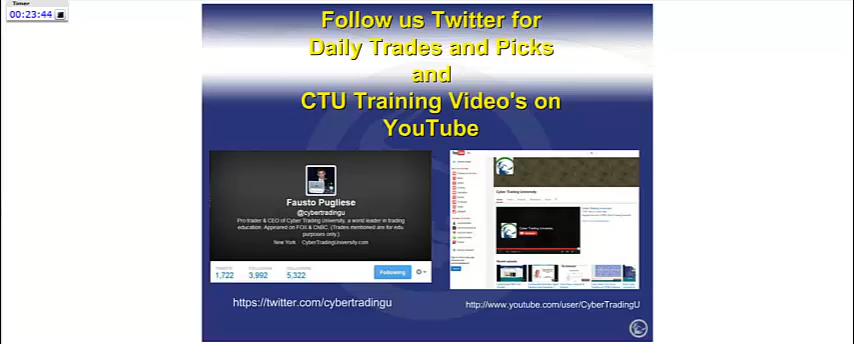 Timer
00:23:44
Follow us Twitter for
Daily Trades and Picks
and
CTU Training Video's on
YouTube
Fausto Pugliese
@cybertradingu
Pro trader & CEO of Cyber Trading University, a world leader in trading
education. Appeared on FOX & CNBC. (Trades mentioned are for edu
purposes only.)
New York · CyberTradingUniversity.com
TWEETS FOLLOWING FOLLOWERS
1,722 3,992 5,322
Following
Cyber Trading University
https://twitter.com/cybertradingu
http://www.youtube.com/user/CyberTradingU